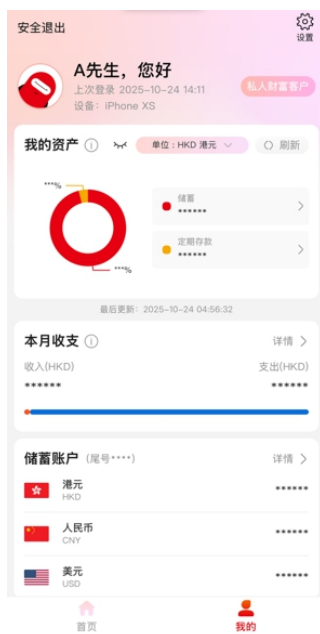 安全退出
设置
A先生，您好
上次登录 2025-10-24 14:11
设备：iPhone XS
私人财富客户
我的资产
单位：HKD 港元
刷新
***%
储蓄
******
定期存款
******
***%
最后更新：2025-10-24 04:56:32
本月收支
详情
收入(HKD)
支出(HKD)
******
******
储蓄账户（尾号****）
详情
港元
HKD
******
人民币
CNY
******
美元
USD
******
首页
我的